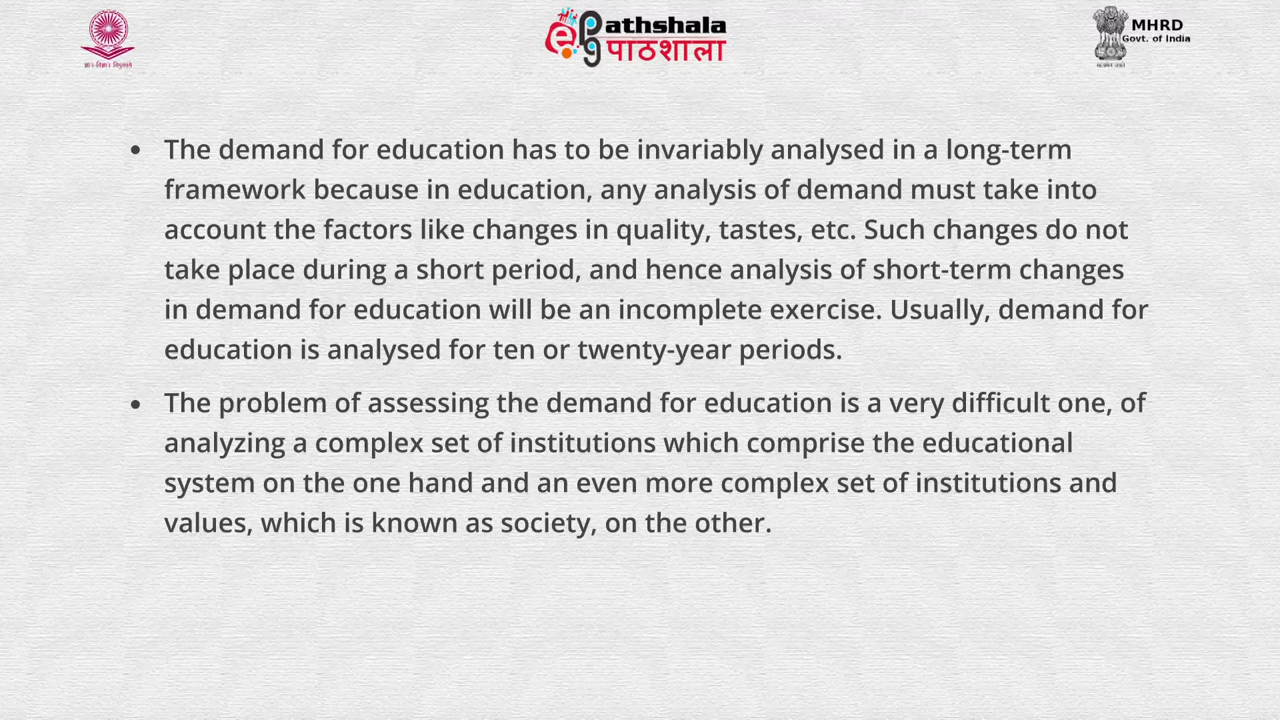 ePG Pathshala
पाठशाला
MHRD
Govt. of India
ज्ञान-विज्ञान विमुक्तये
सत्यमेव जयते
• The demand for education has to be invariably analysed in a long-term
framework because in education, any analysis of demand must take into
account the factors like changes in quality, tastes, etc. Such changes do not
take place during a short period, and hence analysis of short-term changes
in demand for education will be an incomplete exercise. Usually, demand for
education is analysed for ten or twenty-year periods.
• The problem of assessing the demand for education is a very difficult one, of
analyzing a complex set of institutions which comprise the educational
system on the one hand and an even more complex set of institutions and
values, which is known as society, on the other.